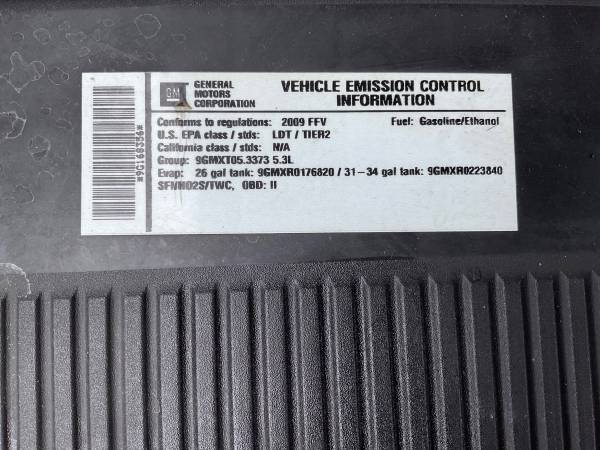 GM
GENERAL
MOTORS
CORPORATION
VEHICLE EMISSION CONTROL
INFORMATION
Conforms to regulations: 2009 FFV Fuel: Gasoline/Ethanol
U.S. EPA class / stds: LDT / TIER2
California class / stds: N/A
Group: 9GMXT05.3373 5.3L
Evap: 26 gal tank: 9GMXR0176820 / 31-34 gal tank: 9GMXR0223840
SFI/HO2S/TWC, OBD: II